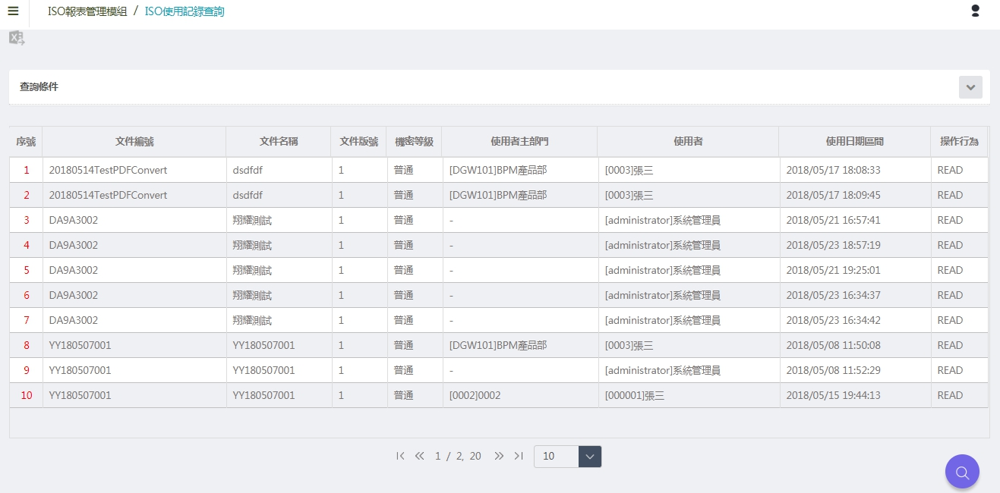 ISO報表管理模組 / ISO使用記錄查詢
查詢條件
序號 文件編號 文件名稱 文件版號 機密等級 使用者主部門 使用者 使用日期區間 操作行為
1 20180514TestPDFConvert dsdfdf 1 普通 [DGW101]BPM產品部 [0003]張三 2018/05/17 18:08:33 READ
2 20180514TestPDFConvert dsdfdf 1 普通 [DGW101]BPM產品部 [0003]張三 2018/05/17 18:09:45 READ
3 DA9A3002 翔耀測試 1 普通 - [administrator]系統管理員 2018/05/21 16:57:41 READ
4 DA9A3002 翔耀測試 1 普通 - [administrator]系統管理員 2018/05/23 18:57:19 READ
5 DA9A3002 翔耀測試 1 普通 - [administrator]系統管理員 2018/05/21 19:25:01 READ
6 DA9A3002 翔耀測試 1 普通 - [administrator]系統管理員 2018/05/23 16:34:37 READ
7 DA9A3002 翔耀測試 1 普通 - [administrator]系統管理員 2018/05/23 16:34:42 READ
8 YY180507001 YY180507001 1 普通 [DGW101]BPM產品部 [0003]張三 2018/05/08 11:50:08 READ
9 YY180507001 YY180507001 1 普通 - [administrator]系統管理員 2018/05/08 11:52:29 READ
10 YY180507001 YY180507001 1 普通 [0002]0002 [000001]張三 2018/05/15 19:44:13 READ
1 / 2, 20 10